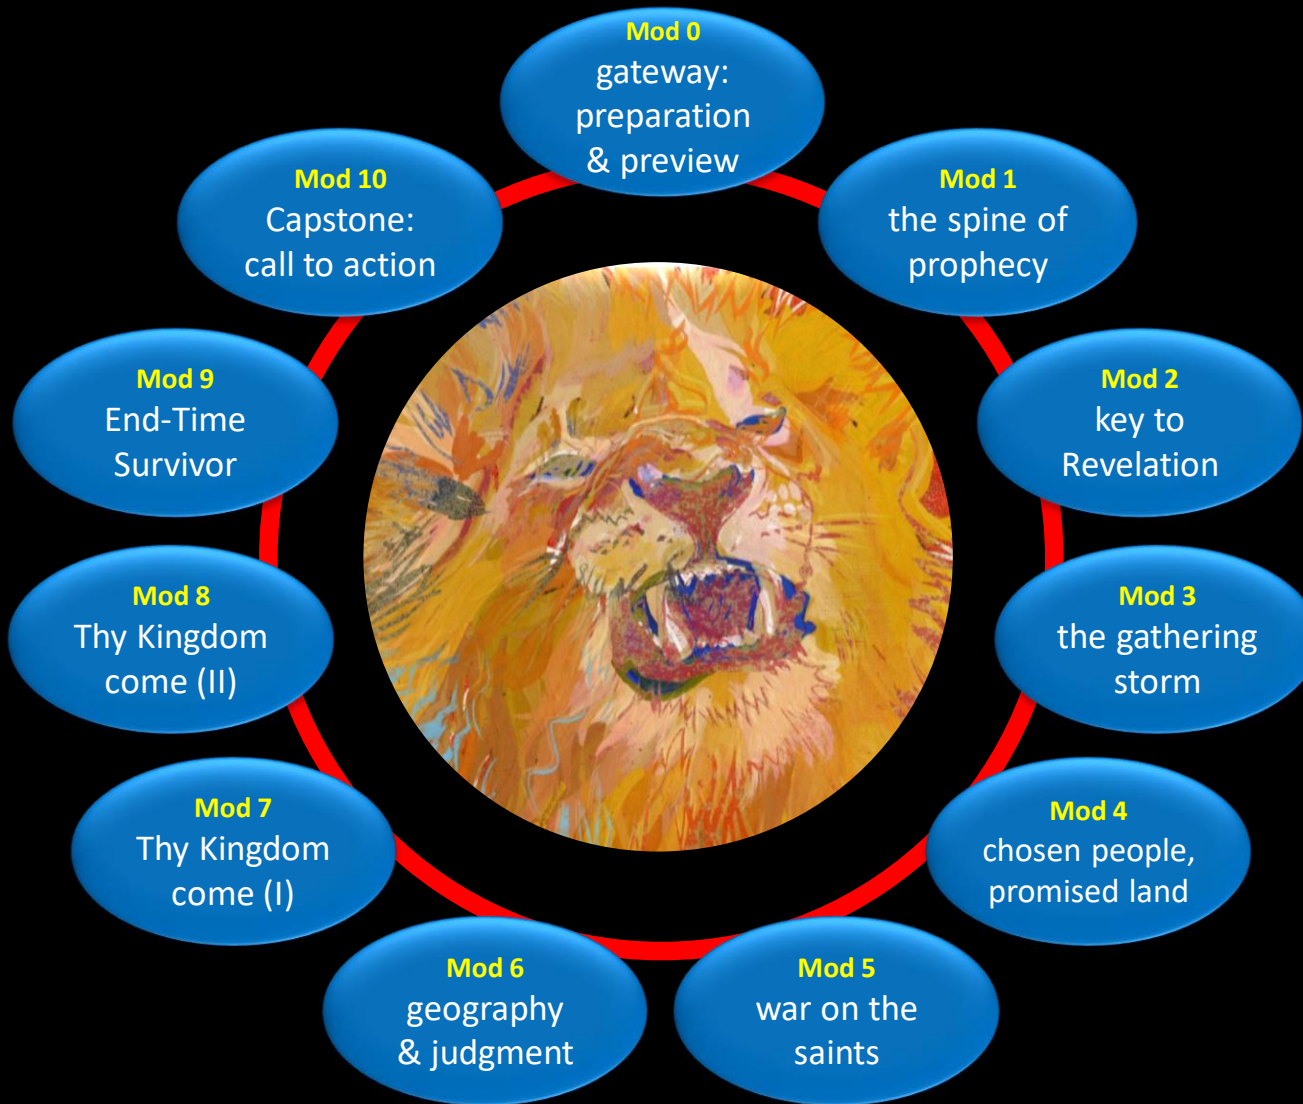 Mod 0
gateway:
preparation
& preview
Mod 1
the spine of
prophecy
Mod 2
key to
Revelation
Mod 3
the gathering
storm
Mod 4
chosen people,
promised land
Mod 5
war on the
saints
Mod 6
geography
& judgment
Mod 7
Thy Kingdom
come (I)
Mod 8
Thy Kingdom
come (II)
Mod 9
End-Time
Survivor
Mod 10
Capstone:
call to action